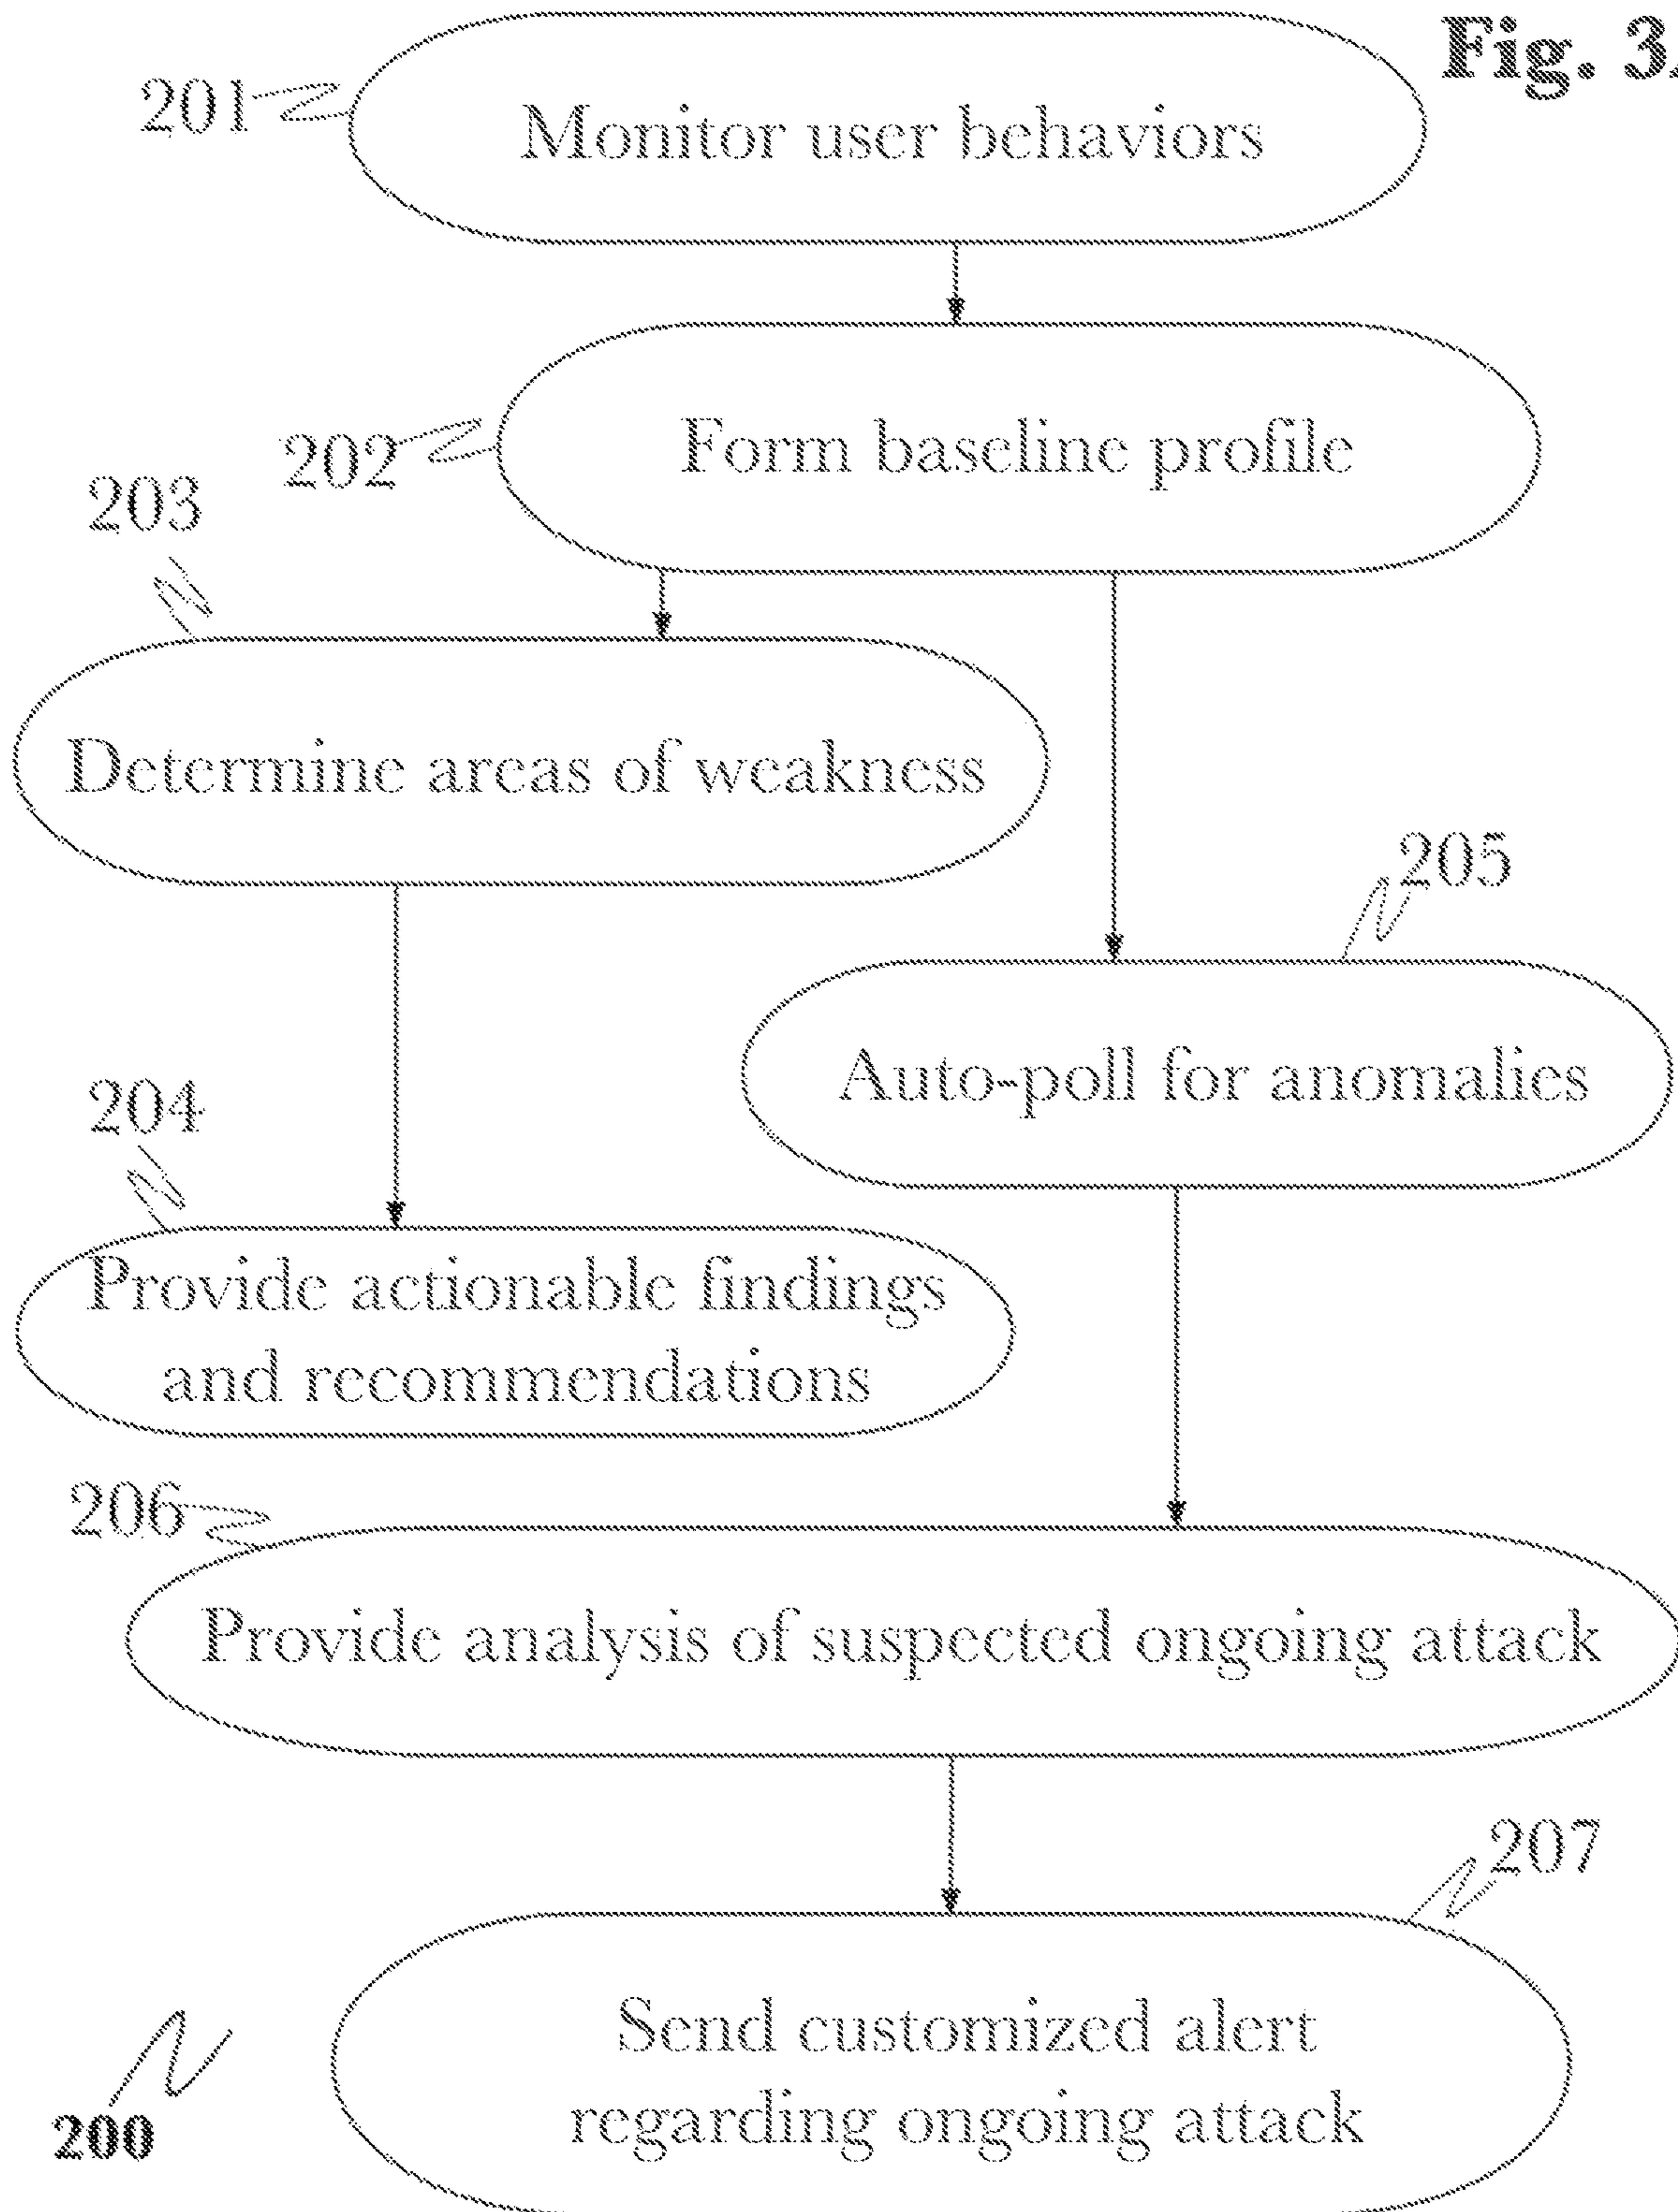 Fig. 3A
201
Monitor user behaviors
202
Form baseline profile
203
Determine areas of weakness
205
Auto-poll for anomalies
204
Provide actionable findings
and recommendations
206
Provide analysis of suspected ongoing attack
207
Send customized alert
regarding ongoing attack
200